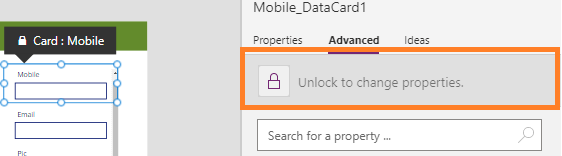 Mobile_DataCard1
Card : Mobile
Properties Advanced Ideas
Mobile
Unlock to change properties.
Email
Search for a property ...
Pic